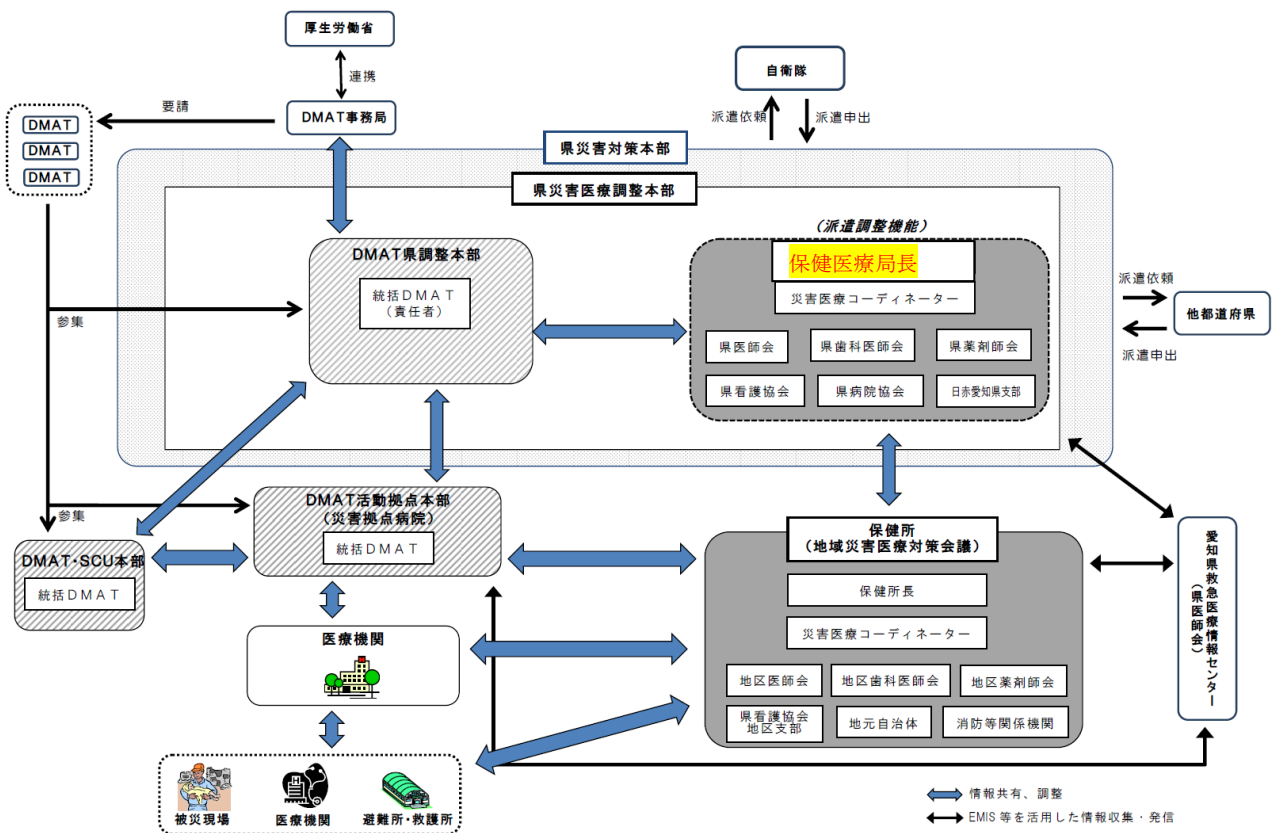 厚生労働省
連携
DMAT事務局
要請
DMAT
DMAT
DMAT
自衛隊
派遣依頼
派遣申出
県災害対策本部
県災害医療調整本部
DMAT県調整本部
統括DMAT
（責任者）
（派遣調整機能）
保健医療局長
災害医療コーディネーター
県医師会
県歯科医師会
県薬剤師会
県看護協会
県病院協会
日赤愛知県支部
派遣依頼
他都道府県
派遣申出
参集
参集
DMAT活動拠点本部
（災害拠点病院）
統括DMAT
DMAT・SCU本部
統括DMAT
医療機関
被災現場
医療機関
避難所・救護所
保健所
（地域災害医療対策会議）
保健所長
災害医療コーディネーター
地区医師会
地区歯科医師会
地区薬剤師会
県看護協会
地区支部
地元自治体
消防等関係機関
愛知県救急医療情報センター
（県医師会）
情報共有、調整
EMIS等を活用した情報収集・発信